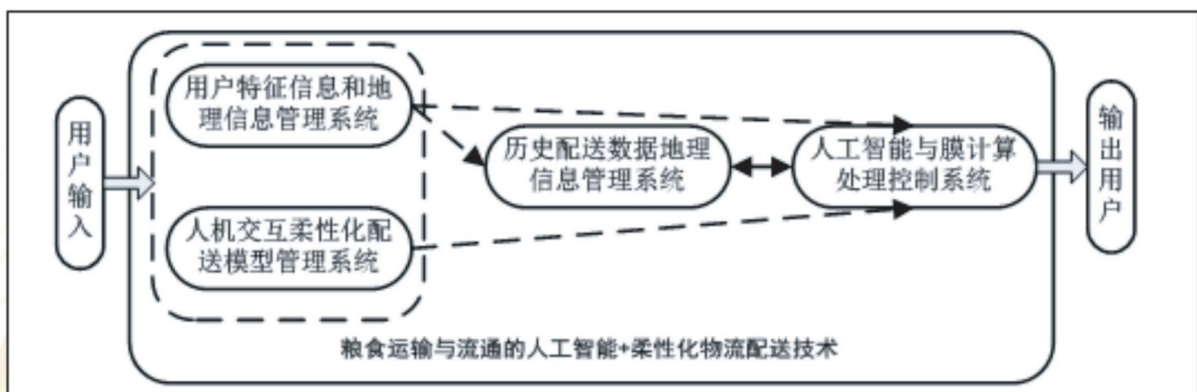 用户输入
用户特征信息和地
理信息管理系统
人机交互柔性化配
送模型管理系统
历史配送数据地理
信息管理系统
人工智能与膜计算
处理控制系统
输出用户
粮食运输与流通的人工智能+柔性化物流配送技术